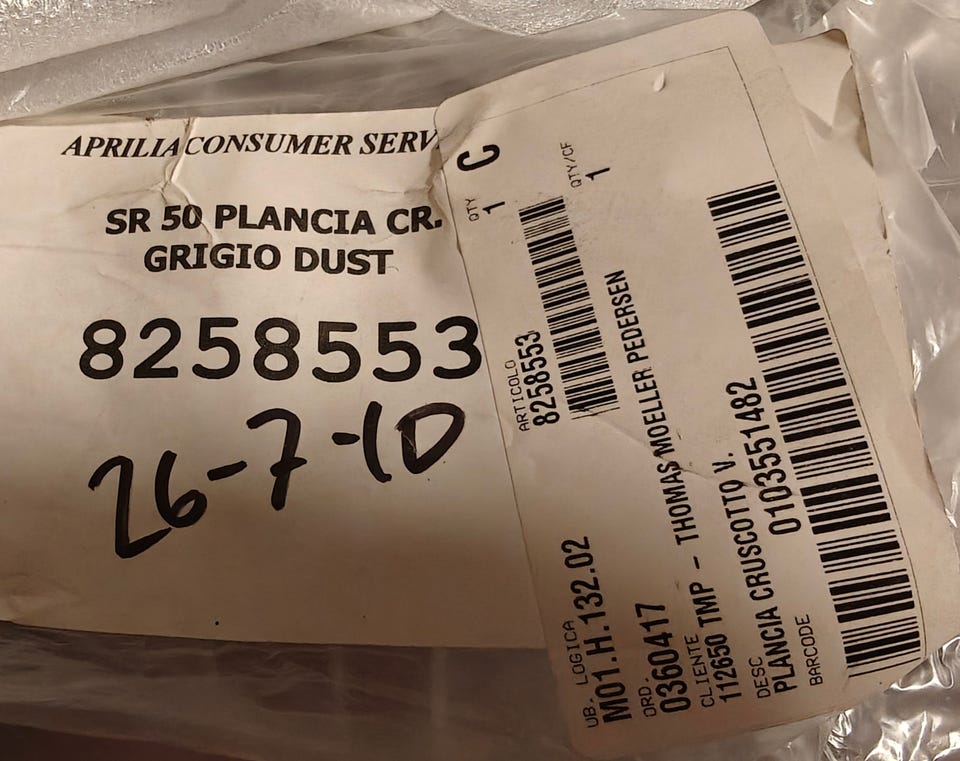 APRILIA CONSUMER SERV
SR 50 PLANCIA CR.
GRIGIO DUST
8258553
26-7-10
C
QTY
1
QTY/CF
1
ARTICOLO
8258553
UB. LOGICA
M01.H.132.02
ORD.
0360417
CLIENTE
112650 TMP - THOMAS MOELLER PEDERSEN
DESC
PLANCIA CRUSCOTTO V.
BARCODE
0103551482